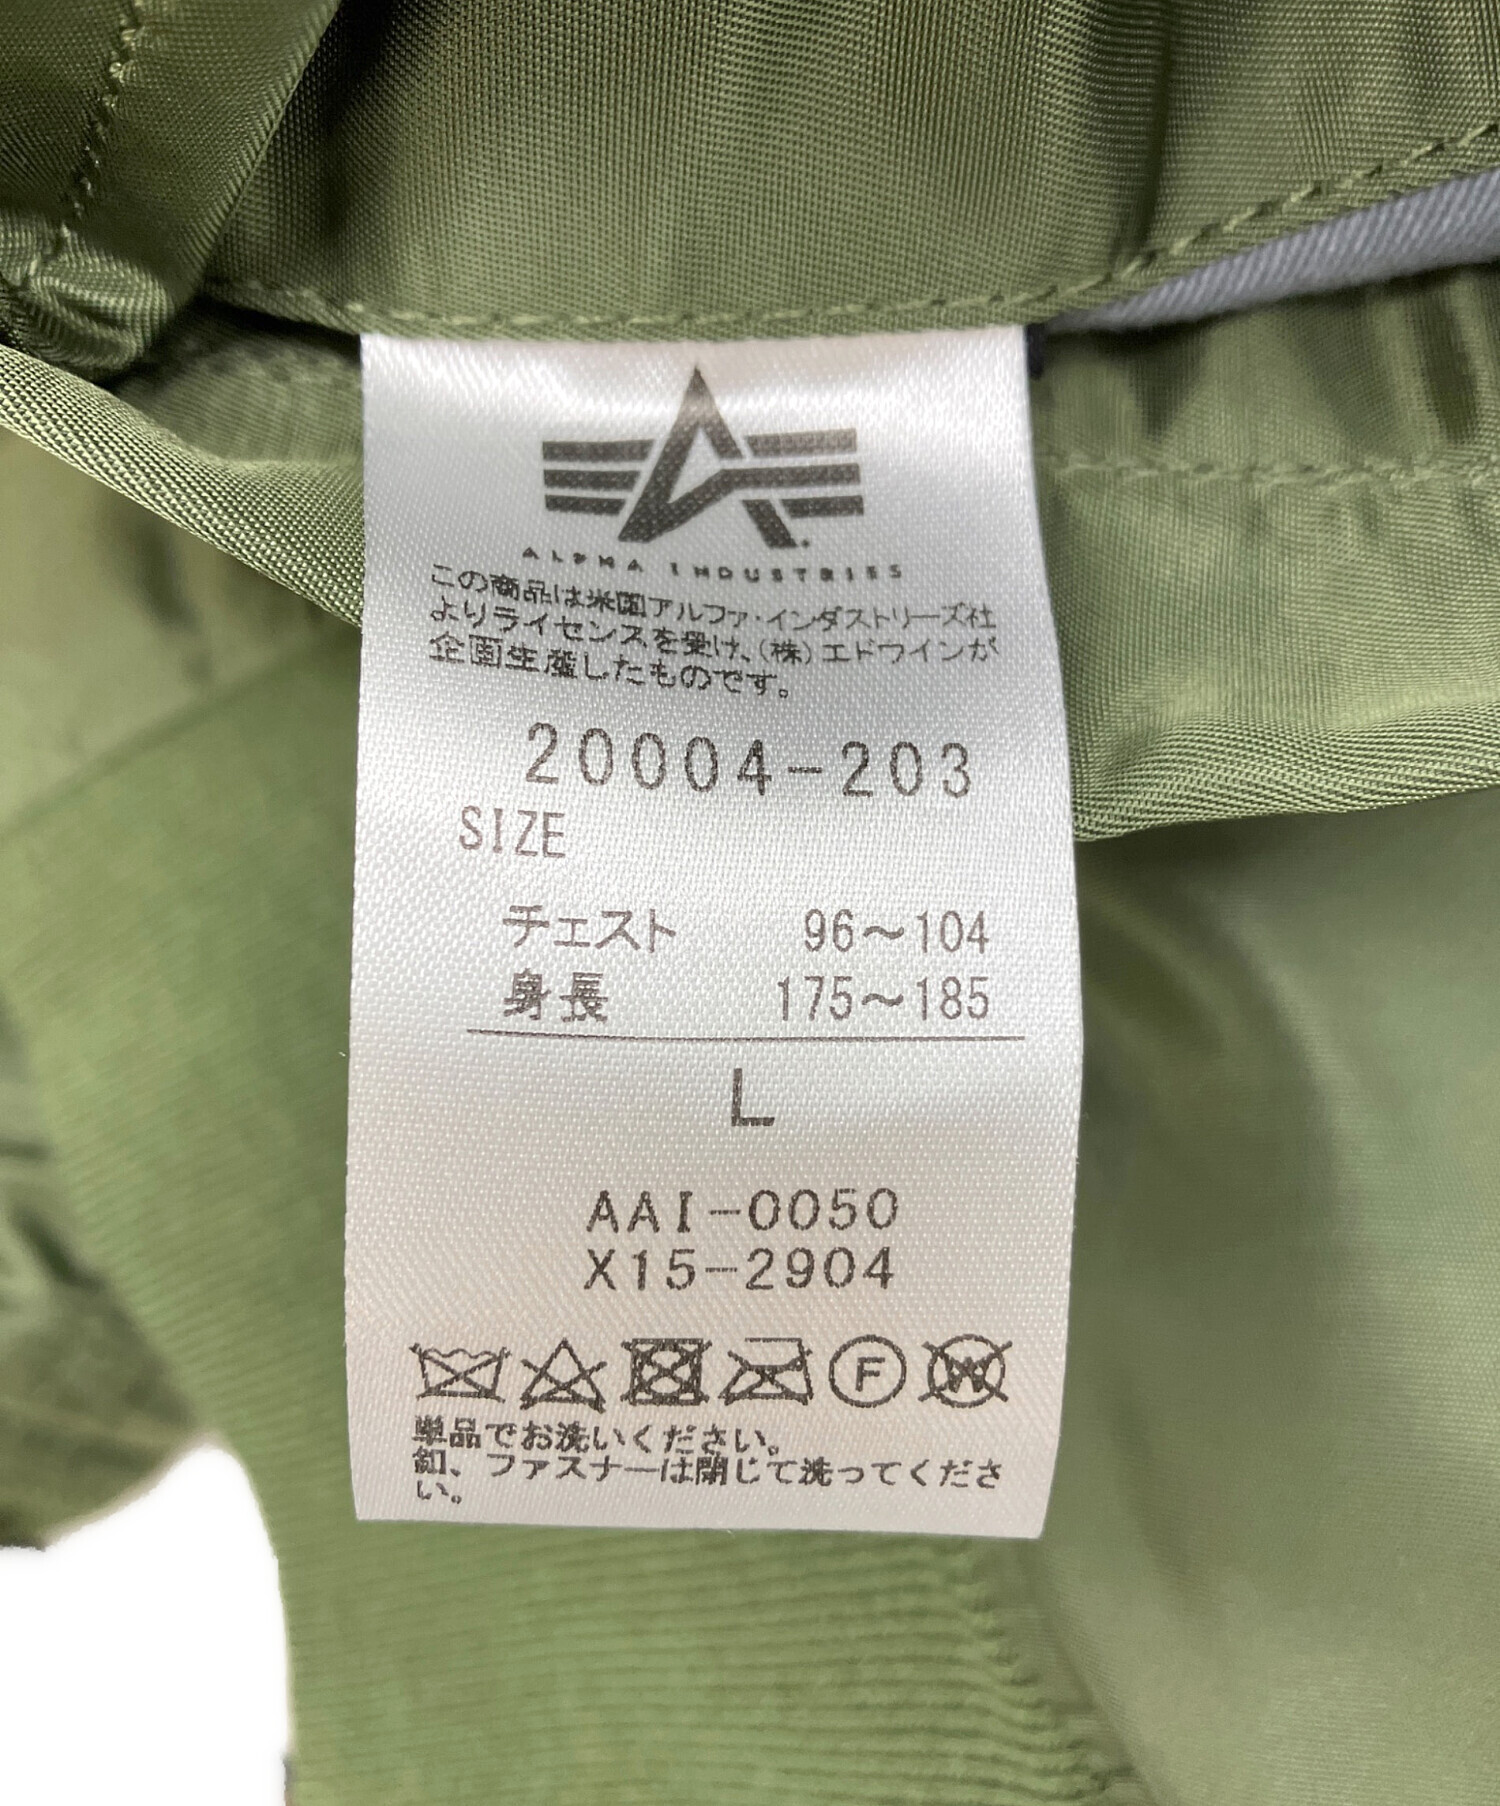 ALPHA INDUSTRIES
この商品は米国アルファ・インダストリーズ社
よりライセンスを受け、(株)エドウインが
企画生産したものです。
20004-203
SIZE
チェスト 96〜104
身長 175〜185
L
AAI-0050
X15-2904
F W
単品でお洗いください。
釦、ファスナーは閉じて洗ってくださ
い。